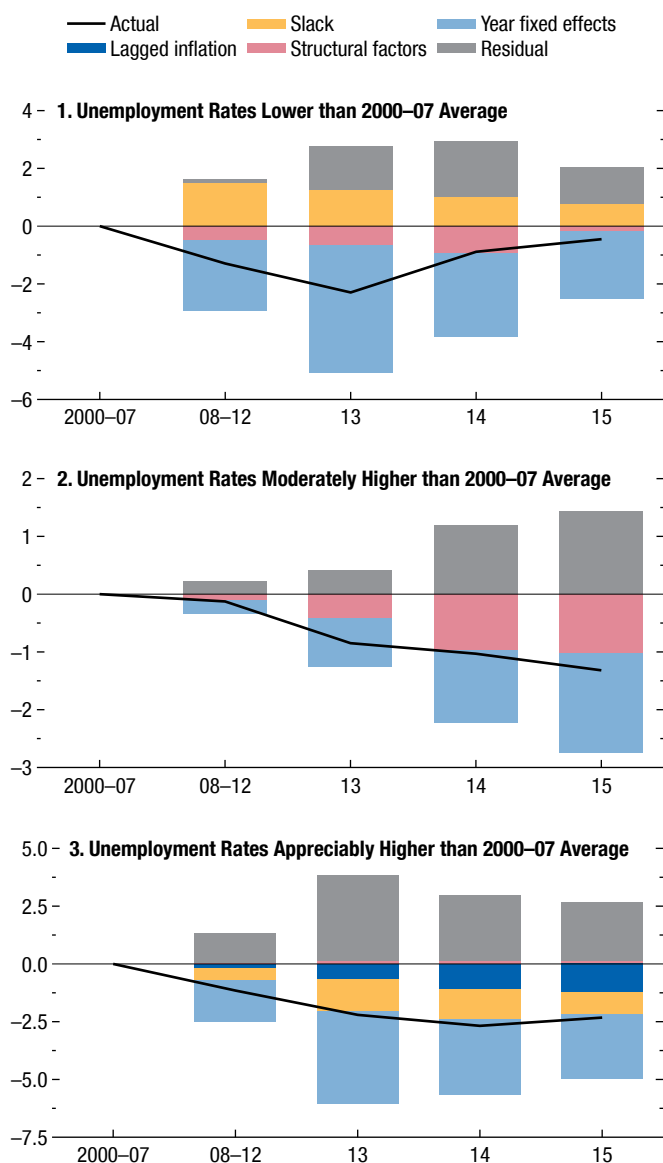 Actual Slack Year fixed effects
Lagged inflation Structural factors Residual
1. Unemployment Rates Lower than 2000–07 Average
4
2
0
–2
–4
–6
2000–07 08–12 13 14 15
2. Unemployment Rates Moderately Higher than 2000–07 Average
2
1
0
–1
–2
–3
2000–07 08–12 13 14 15
3. Unemployment Rates Appreciably Higher than 2000–07 Average
5.0
2.5
0.0
–2.5
–5.0
–7.5
2000–07 08–12 13 14 15